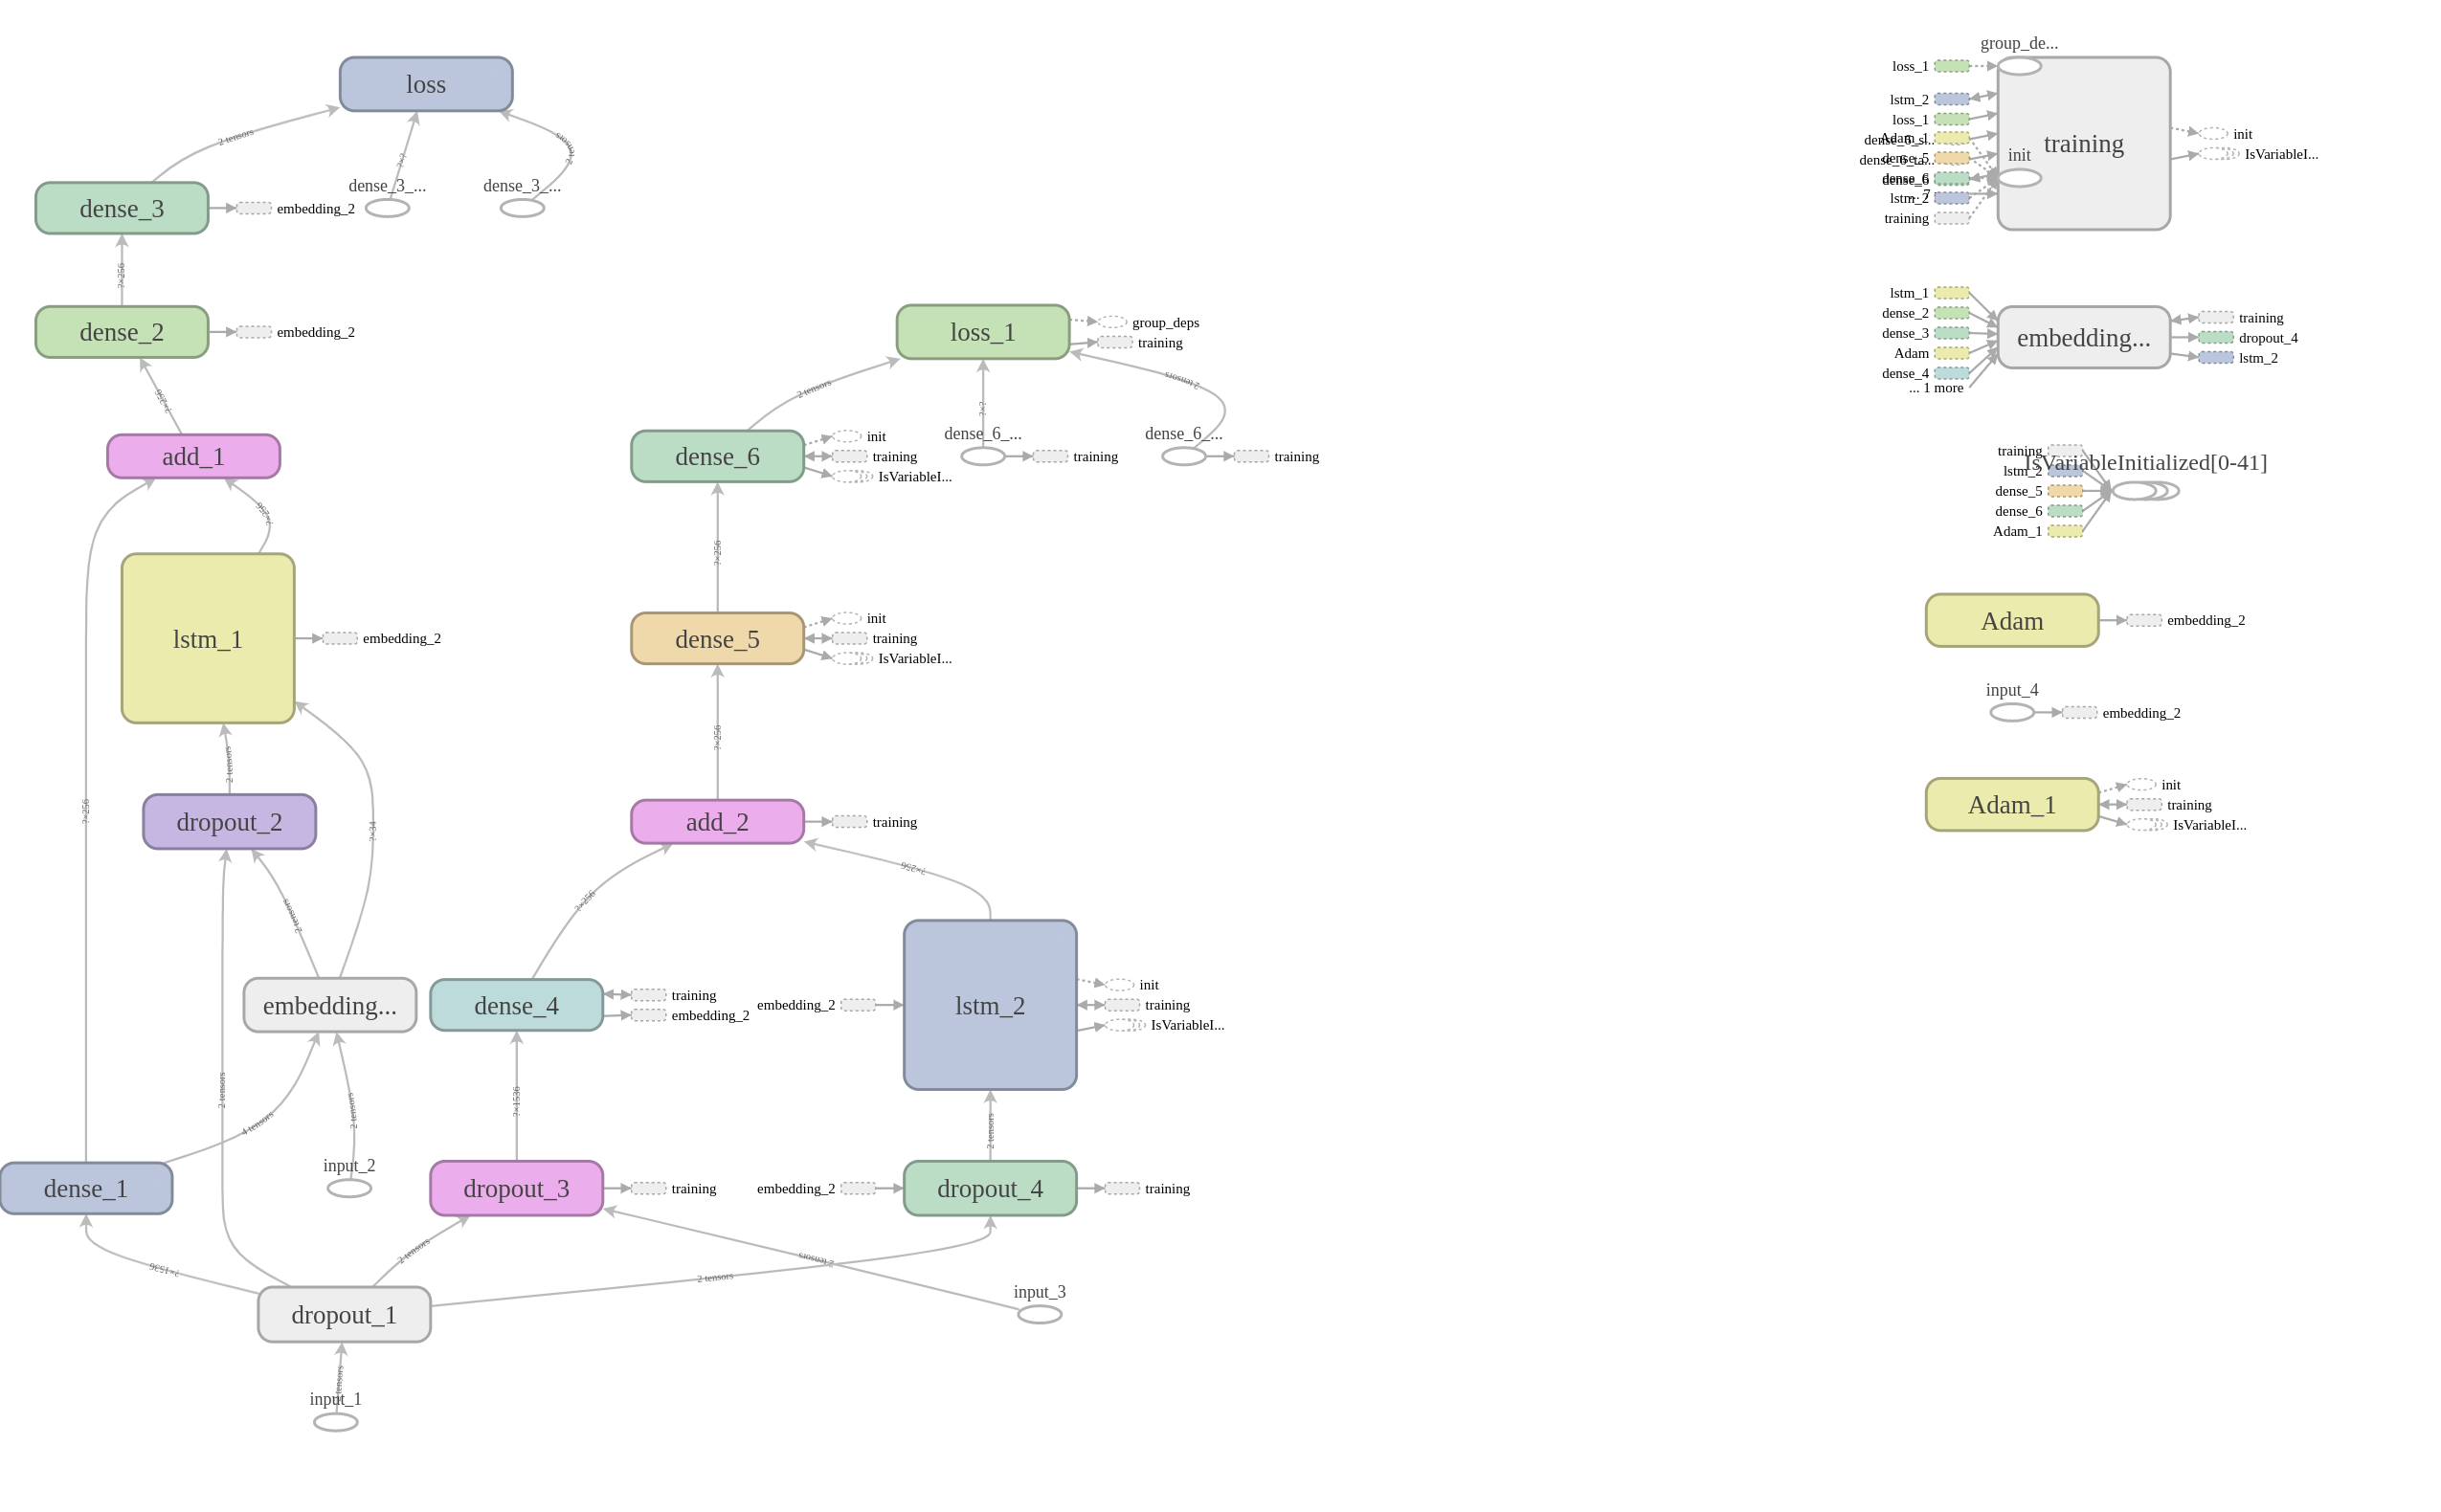 loss
2 tensors
?×?
2 tensors
dense_3_...
dense_3_...
dense_3
embedding_2
?×256
dense_2
embedding_2
?×256
add_1
?×256
lstm_1
embedding_2
?×256
2 tensors
dropout_2
?×34
2 tensors
embedding...
2 tensors
4 tensors
2 tensors
input_2
dense_1
?×1536
dropout_1
tensors
input_1
loss_1
group_deps
training
2 tensors
?×?
2 tensors
dense_6_...
dense_6_...
training
training
dense_6
init
training
IsVariableI...
?×256
dense_5
init
training
IsVariableI...
?×256
add_2
training
?×256
?×256
dense_4
training
embedding_2
embedding_2
lstm_2
init
training
IsVariableI...
?×1536
2 tensors
dropout_3
training
embedding_2
dropout_4
training
2 tensors
2 tensors
2 tensors
input_3
group_de...
loss_1
lstm_2
loss_1
Adam_1
dense_6_s...
dense_5
dense_6_ta...
dense_6
dense_6
lstm_2
training
init
training
init
IsVariableI...
lstm_1
dense_2
dense_3
Adam
dense_4
... 1 more
embedding...
training
dropout_4
lstm_2
training
IsVariableInitialized[0-41]
lstm_2
dense_5
dense_6
Adam_1
Adam
embedding_2
input_4
embedding_2
Adam_1
init
training
IsVariableI...